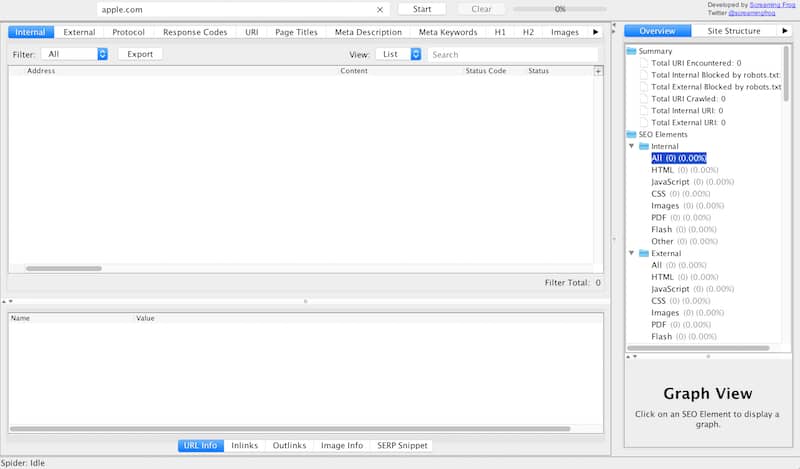 apple.com × Start Clear 0%
Developed by Screaming Frog
Twitter @screamingfrog
Internal External Protocol Response Codes URI Page Titles Meta Description Meta Keywords H1 H2 Images
Filter: All Export View: List Search
Address Content Status Code Status +
Filter Total: 0
Name Value
URL Info Inlinks Outlinks Image Info SERP Snippet
Spider: Idle
Overview Site Structure
Summary
Total URI Encountered: 0
Total Internal Blocked by robots.txt:
Total External Blocked by robots.txt
Total URI Crawled: 0
Total Internal URI: 0
Total External URI: 0
SEO Elements
Internal
All (0) (0.00%)
HTML (0) (0.00%)
JavaScript (0) (0.00%)
CSS (0) (0.00%)
Images (0) (0.00%)
PDF (0) (0.00%)
Flash (0) (0.00%)
Other (0) (0.00%)
External
All (0) (0.00%)
HTML (0) (0.00%)
JavaScript (0) (0.00%)
CSS (0) (0.00%)
Images (0) (0.00%)
PDF (0) (0.00%)
Flash (0) (0.00%)
Graph View
Click on an SEO Element to display a
graph.